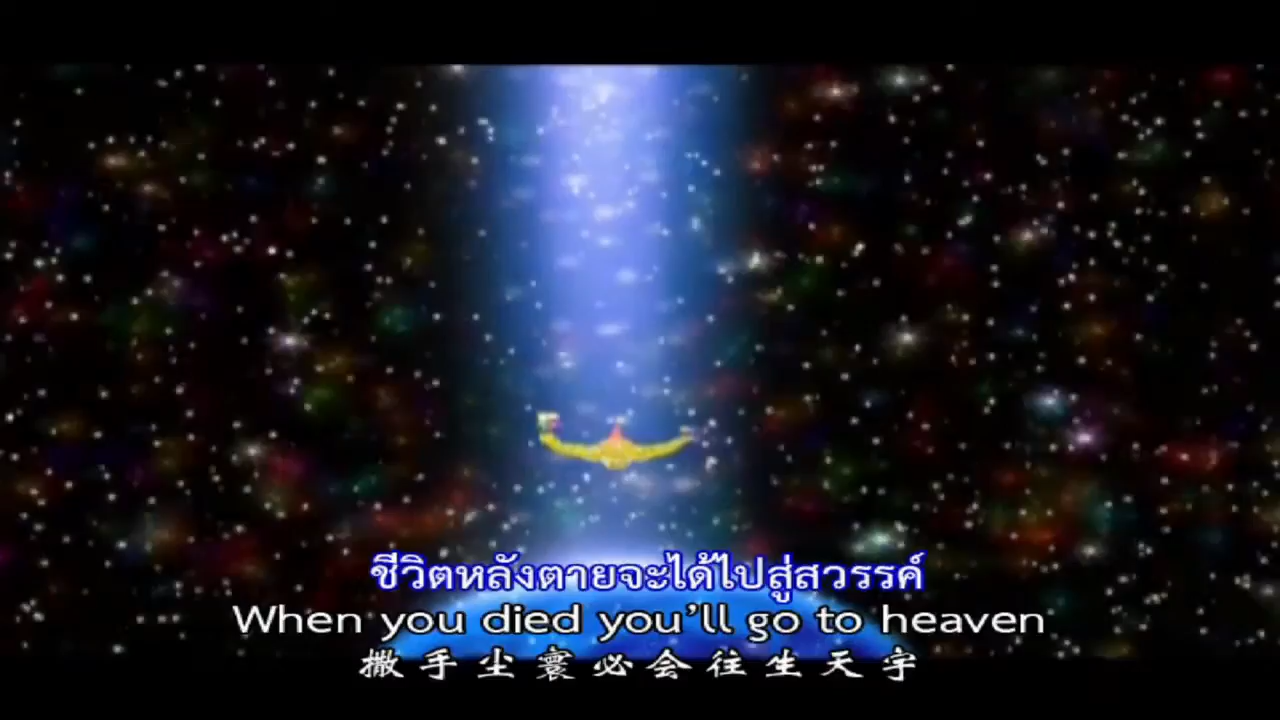 ชีวิตหลังตายจะได้ไปสู่สวรรค์
When you died you'll go to heaven
撒手尘寰必会往生天宇